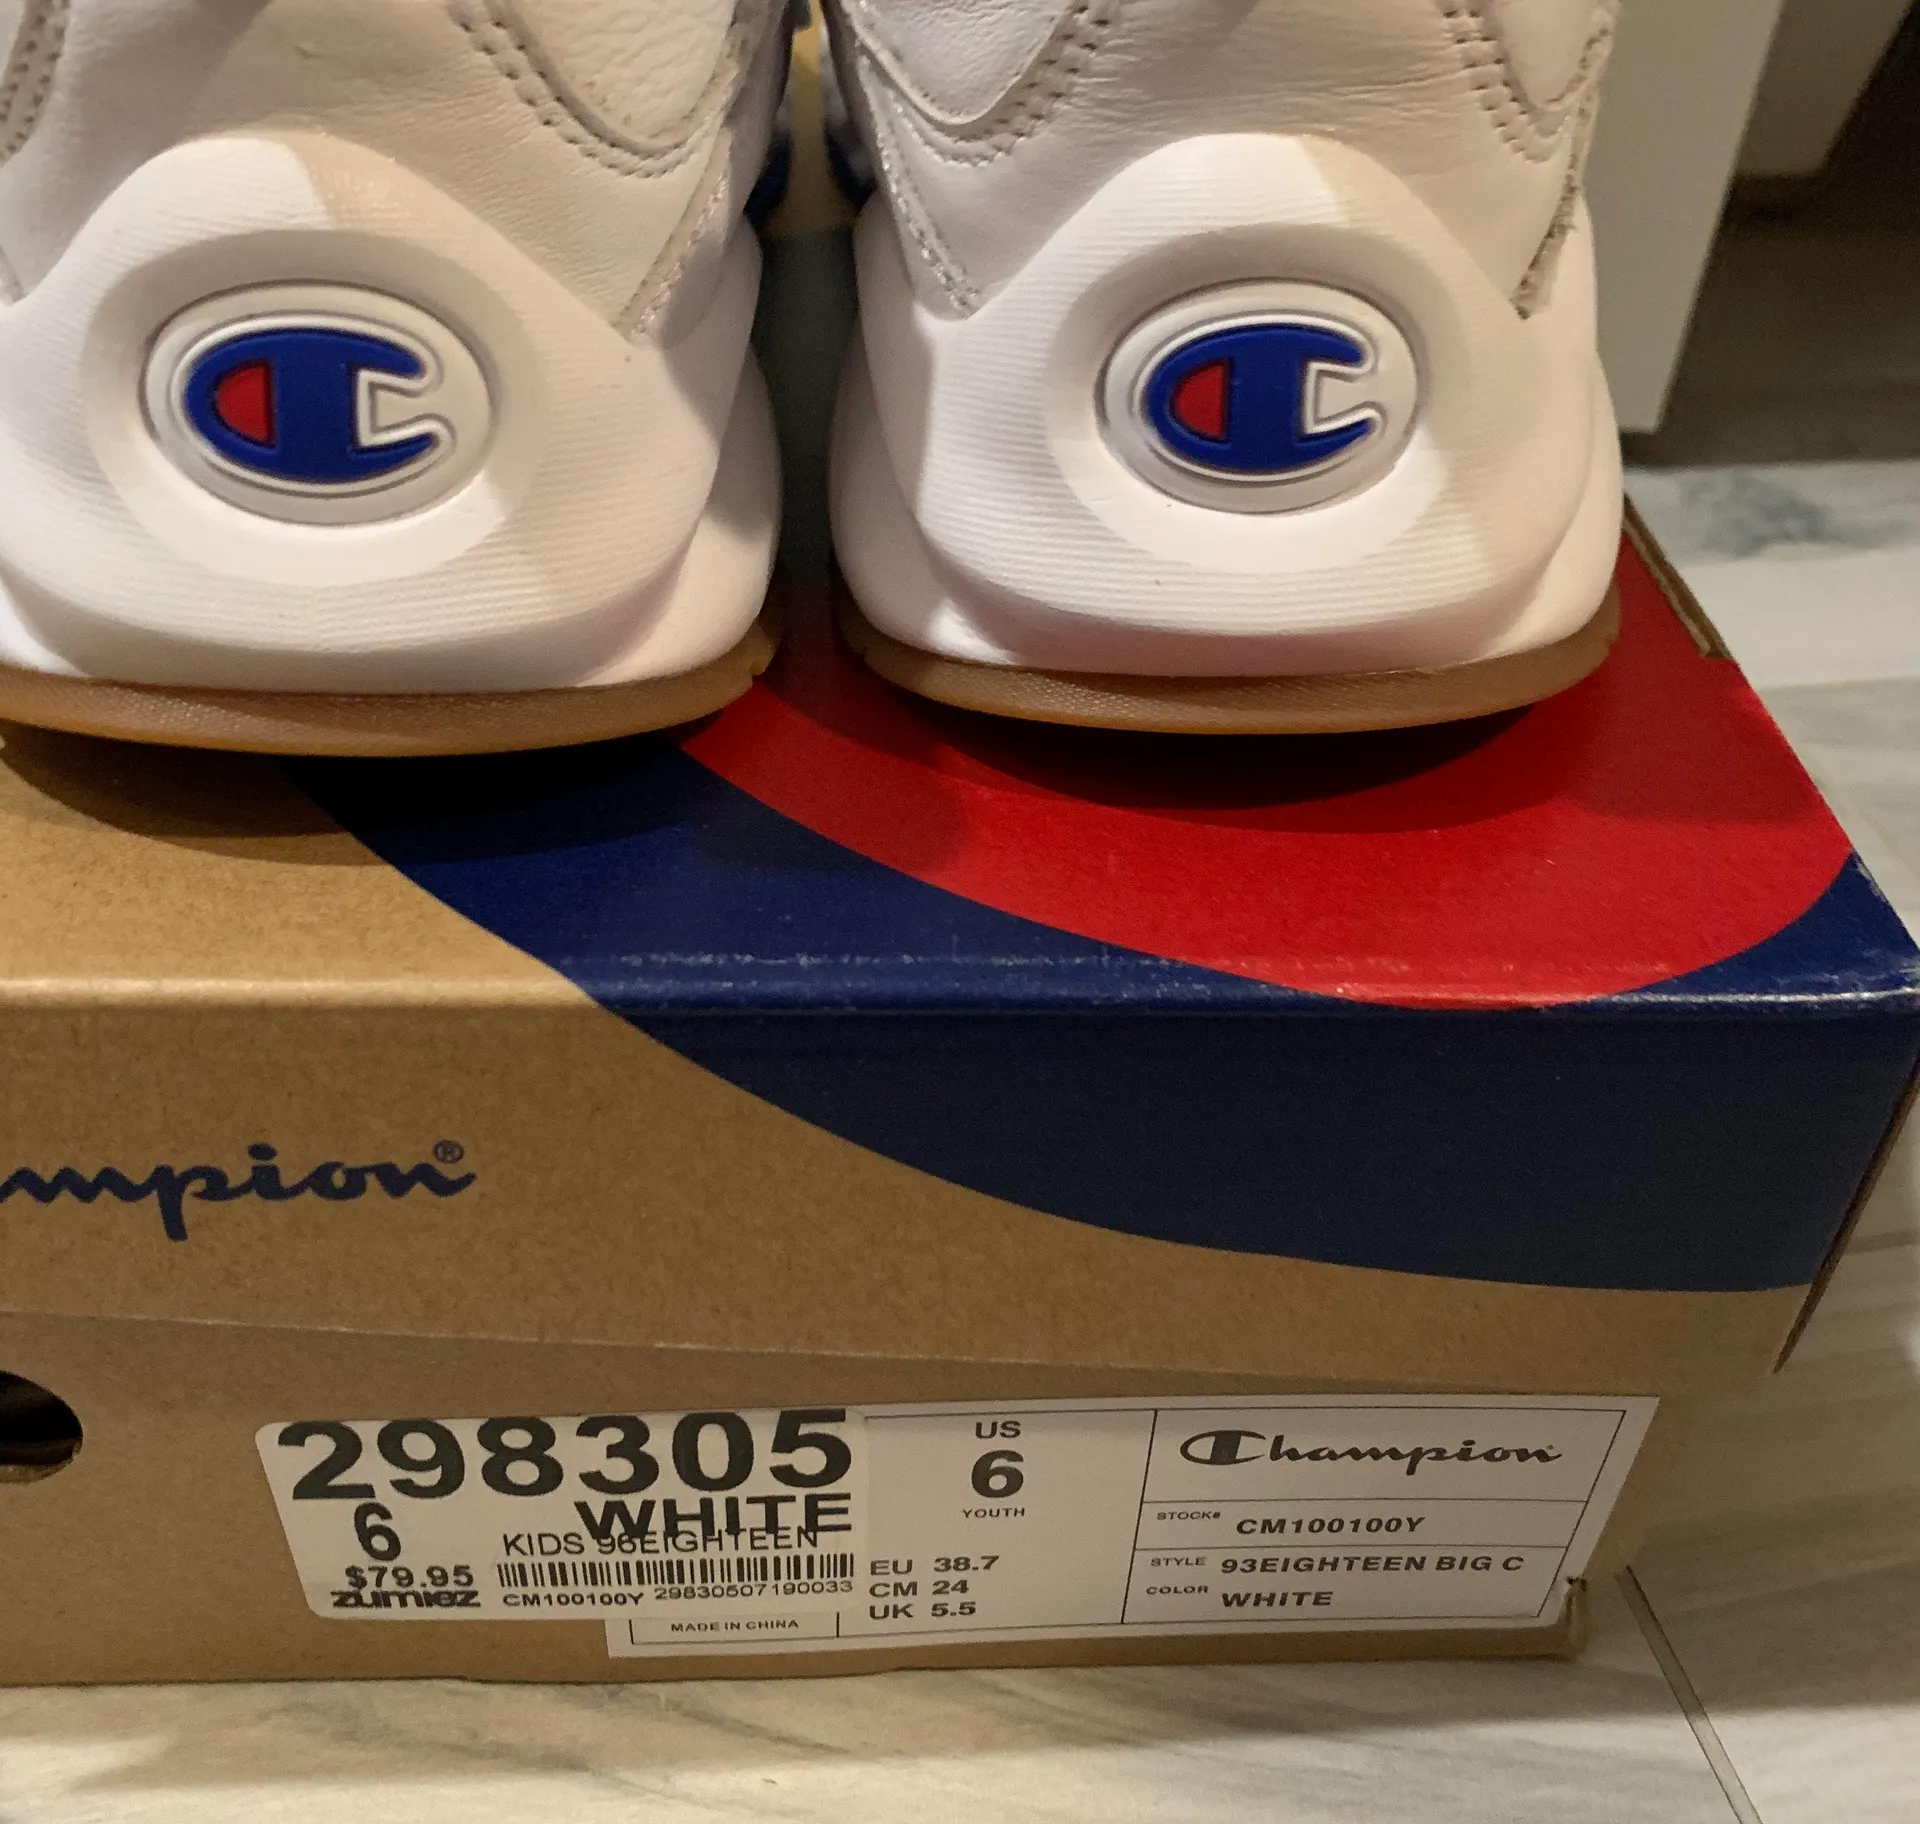 mpion®
298305
6 WHITE
KIDS 96EIGHTEEN
$79.95
zumiez
CM100100Y 29830507190033
MADE IN CHINA
US
6
YOUTH
EU 38.7
CM 24
UK 5.5
Champion
STOCK# CM100100Y
STYLE 93EIGHTEEN BIG C
COLOR WHITE